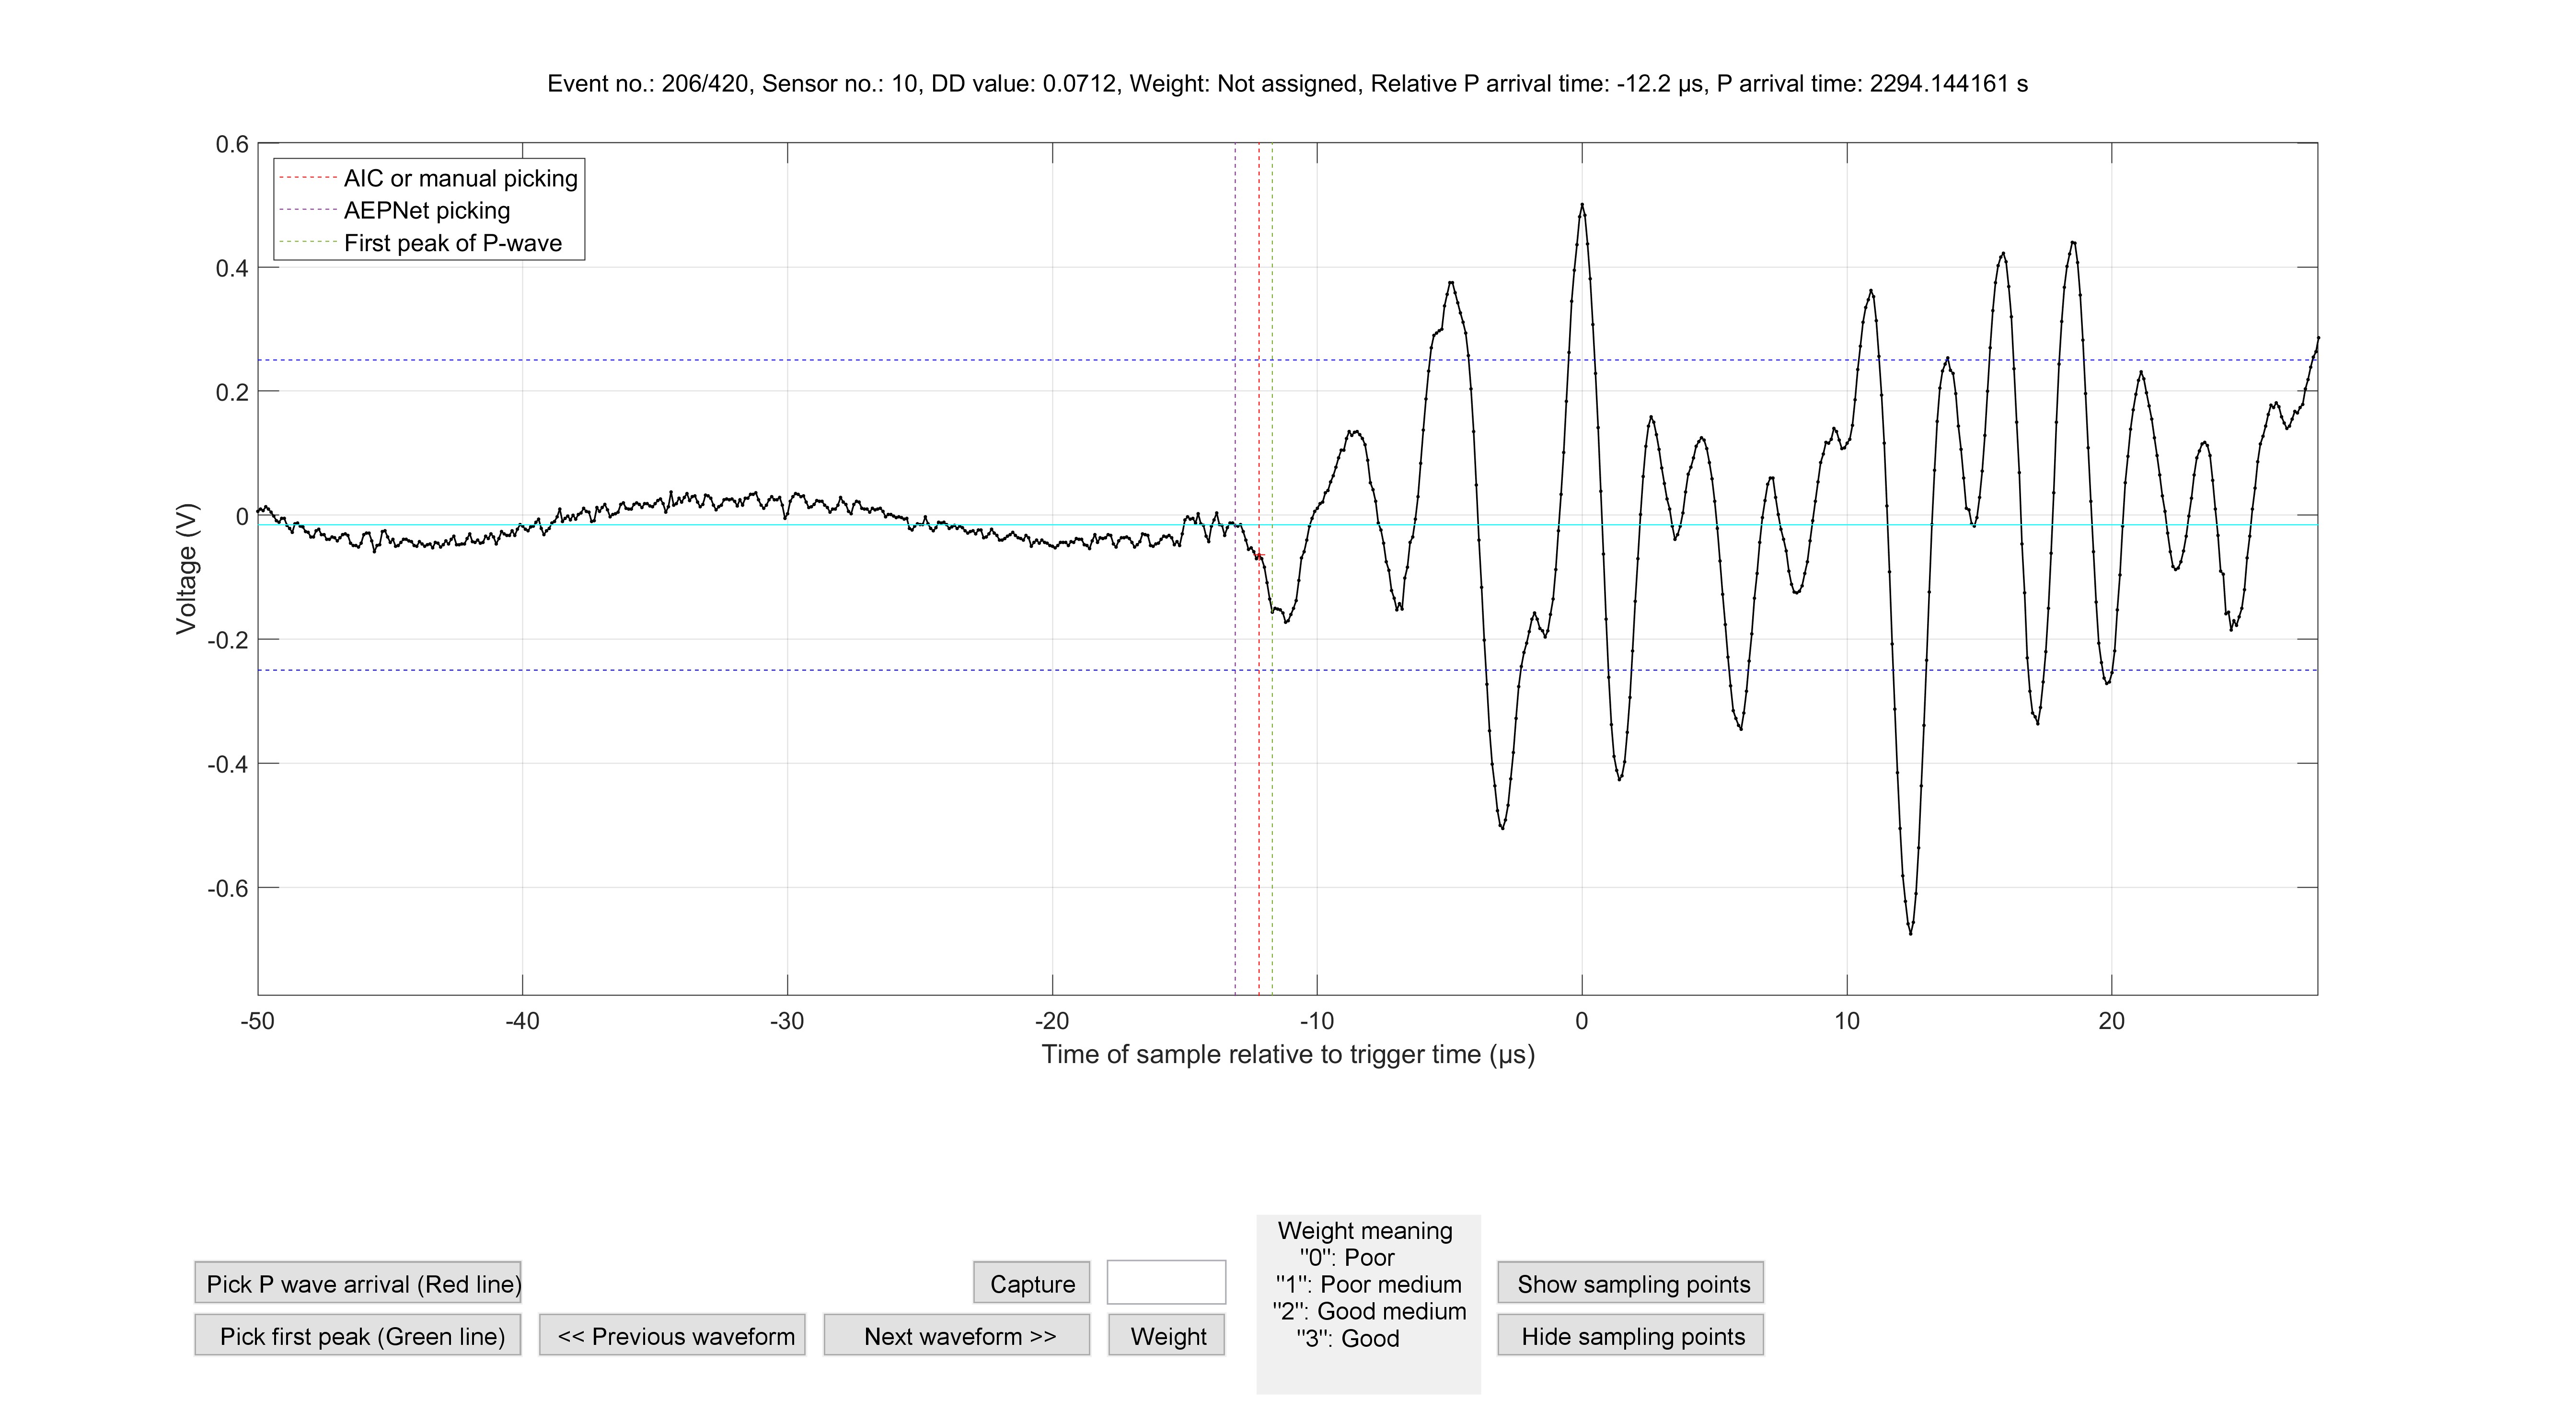 Event no.: 206/420, Sensor no.: 10, DD value: 0.0712, Weight: Not assigned, Relative P arrival time: -12.2 µs, P arrival time: 2294.144161 s
AIC or manual picking
AEPNet picking
First peak of P-wave
0.6
0.4
0.2
0
-0.2
-0.4
-0.6
Voltage (V)
-50
-40
-30
-20
-10
0
10
20
Time of sample relative to trigger time (µs)
Pick P wave arrival (Red line)
Pick first peak (Green line)
<< Previous waveform
Next waveform >>
Capture
Weight
Weight meaning
"0": Poor
"1": Poor medium
"2": Good medium
"3": Good
Show sampling points
Hide sampling points